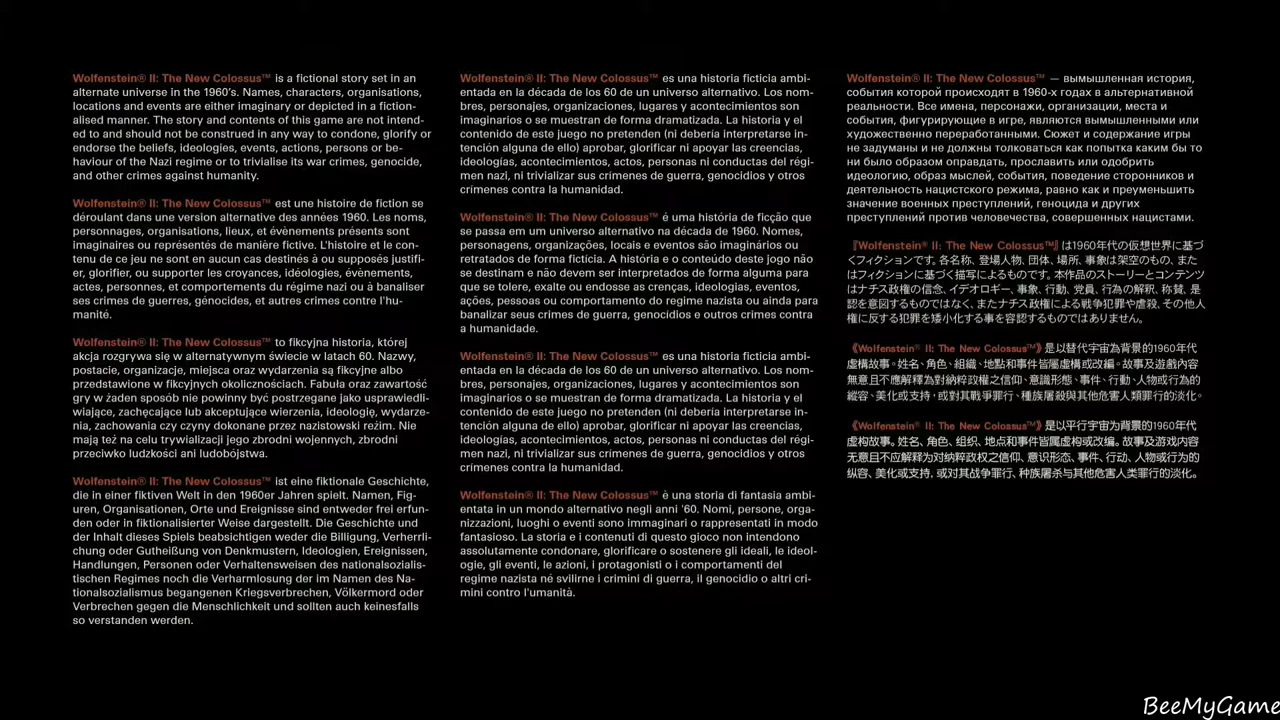 Wolfenstein® II: The New Colossus™ is a fictional story set in an
alternate universe in the 1960's. Names, characters, organisations,
locations and events are either imaginary or depicted in a fiction-
alised manner. The story and contents of this game are not intend-
ed to and should not be construed in any way to condone, glorify or
endorse the beliefs, ideologies, events, actions, persons or be-
haviour of the Nazi regime or to trivialise its war crimes, genocide,
and other crimes against humanity.
Wolfenstein® II: The New Colossus™ est une histoire de fiction se
déroulant dans une version alternative des années 1960. Les noms,
personnages, organisations, lieux, et évènements présents sont
imaginaires ou représentés de manière fictive. L'histoire et le con-
tenu de ce jeu ne sont en aucun cas destinés à ou supposés justifi-
er, glorifier, ou supporter les croyances, idéologies, évènements,
actes, personnes, et comportements du régime nazi ou à banaliser
ses crimes de guerres, génocides, et autres crimes contre l'hu-
manité.
Wolfenstein® II: The New Colossus™ to fikcyjna historia, której
akcja rozgrywa się w alternatywnym świecie w latach 60. Nazwy,
postacie, organizacje, miejsca oraz wydarzenia są fikcyjne albo
przedstawione w fikcyjnych okolicznościach. Fabuła oraz zawartość
gry w żaden sposób nie powinny być postrzegane jako usprawiedli-
wiające, zachęcające lub akceptujące wierzenia, ideologię, wydarze-
nia, zachowania czy czyny dokonane przez nazistowski reżim. Nie
mają też na celu trywializacji jego zbrodni wojennych, zbrodni
przeciwko ludzkości ani ludobójstwa.
Wolfenstein® II: The New Colossus™ ist eine fiktionale Geschichte,
die in einer fiktiven Welt in den 1960er Jahren spielt. Namen, Fig-
uren, Organisationen, Orte und Ereignisse sind entweder frei erfun-
den oder in fiktionalisierter Weise dargestellt. Die Geschichte und
der Inhalt dieses Spiels beabsichtigen weder die Billigung, Verherrli-
chung oder Gutheißung von Denkmustern, Ideologien, Ereignissen,
Handlungen, Personen oder Verhaltensweisen des nationalsozialis-
tischen Regimes noch die Verharmlosung der im Namen des Na-
tionalsozialismus begangenen Kriegsverbrechen, Völkermord oder
Verbrechen gegen die Menschlichkeit und sollten auch keinesfalls
so verstanden werden.
Wolfenstein® II: The New Colossus™ es una historia ficticia ambi-
entada en la década de los 60 de un universo alternativo. Los nom-
bres, personajes, organizaciones, lugares y acontecimientos son
imaginarios o se muestran de forma dramatizada. La historia y el
contenido de este juego no pretenden (ni debería interpretarse in-
tención alguna de ello) aprobar, glorificar ni apoyar las creencias,
ideologías, acontecimientos, actos, personas ni conductas del régi-
men nazi, ni trivializar sus crímenes de guerra, genocidios y otros
crímenes contra la humanidad.
Wolfenstein® II: The New Colossus™ é uma história de ficção que
se passa em um universo alternativo na década de 1960. Nomes,
personagens, organizações, locais e eventos são imaginários ou
retratados de forma fictícia. A história e o conteúdo deste jogo não
se destinam e não devem ser interpretados de forma alguma para
que se tolere, exalte ou endosse as crenças, ideologias, eventos,
ações, pessoas ou comportamento do regime nazista ou ainda para
banalizar seus crimes de guerra, genocídios e outros crimes contra
a humanidade.
Wolfenstein® II: The New Colossus™ es una historia ficticia ambi-
entada en la década de los 60 de un universo alternativo. Los nom-
bres, personajes, organizaciones, lugares y acontecimientos son
imaginarios o se muestran de forma dramatizada. La historia y el
contenido de este juego no pretenden (ni debería interpretarse in-
tención alguna de ello) aprobar, glorificar ni apoyar las creencias,
ideologías, acontecimientos, actos, personas ni conductas del régi-
men nazi, ni trivializar sus crímenes de guerra, genocidios y otros
crímenes contra la humanidad.
Wolfenstein® II: The New Colossus™ è una storia di fantasia ambi-
entata in un mondo alternativo negli anni '60. Nomi, persone, orga-
nizzazioni, luoghi o eventi sono immaginari o rappresentati in modo
fantasioso. La storia e i contenuti di questo gioco non intendono
assolutamente condonare, glorificare o sostenere gli ideali, le ideol-
ogie, gli eventi, le azioni, i protagonisti o i comportamenti del
regime nazista né svilirne i crimini di guerra, il genocidio o altri cri-
mini contro l'umanità.
Wolfenstein® II: The New Colossus™ — вымышленная история,
события которой происходят в 1960-х годах в альтернативной
реальности. Все имена, персонажи, организации, места и
события, фигурирующие в игре, являются вымышленными или
художественно переработанными. Сюжет и содержание игры
не задуманы и не должны толковаться как попытка каким бы то
ни было образом оправдать, прославить или одобрить
идеологию, образ мыслей, события, поведение сторонников и
деятельность нацистского режима, равно как и преуменьшить
значение военных преступлений, геноцида и других
преступлений против человечества, совершенных нацистами.
『Wolfenstein® II: The New Colossus™』は1960年代の仮想世界に基づ
くフィクションです。各名称、登場人物、団体、場所、事象は架空のもの、また
はフィクションに基づく描写によるものです。本作品のストーリーとコンテンツ
はナチス政権の信念、イデオロギー、事象、行動、党員、行為の解釈、称賛、是
認を意図するものではなく、またナチス政権による戦争犯罪や虐殺、その他人
権に反する犯罪を矮小化する事を容認するものではありません。
《Wolfenstein® II: The New Colossus™》是以替代宇宙為背景的1960年代
虛構故事。姓名、角色、組織、地點和事件皆屬虛構或改編。故事及遊戲內容
無意且不應解釋為對納粹政權之信仰、意識形態、事件、行動、人物或行為的
縱容、美化或支持，或對其戰爭罪行、種族屠殺與其他危害人類罪行的淡化。
《Wolfenstein® II: The New Colossus™》是以平行宇宙为背景的1960年代
虚构故事。姓名、角色、组织、地点和事件皆属虚构或改编。故事及游戏内容
无意且不应解释为对纳粹政权之信仰、意识形态、事件、行动、人物或行为的
纵容、美化或支持，或对其战争罪行、种族屠杀与其他危害人类罪行的淡化。
BeeMyGame